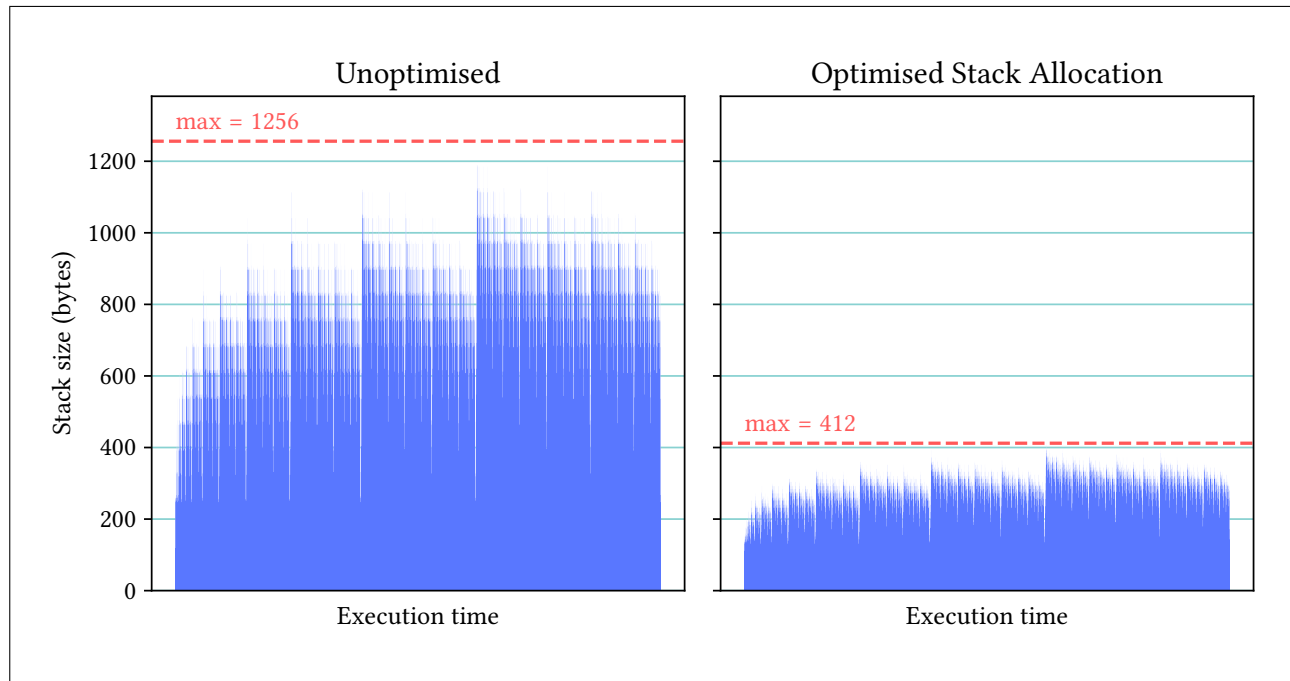 Unoptimised
Optimised Stack Allocation
max = 1256
max = 412
Stack size (bytes)
1200
1000
800
600
400
200
0
Execution time
Execution time